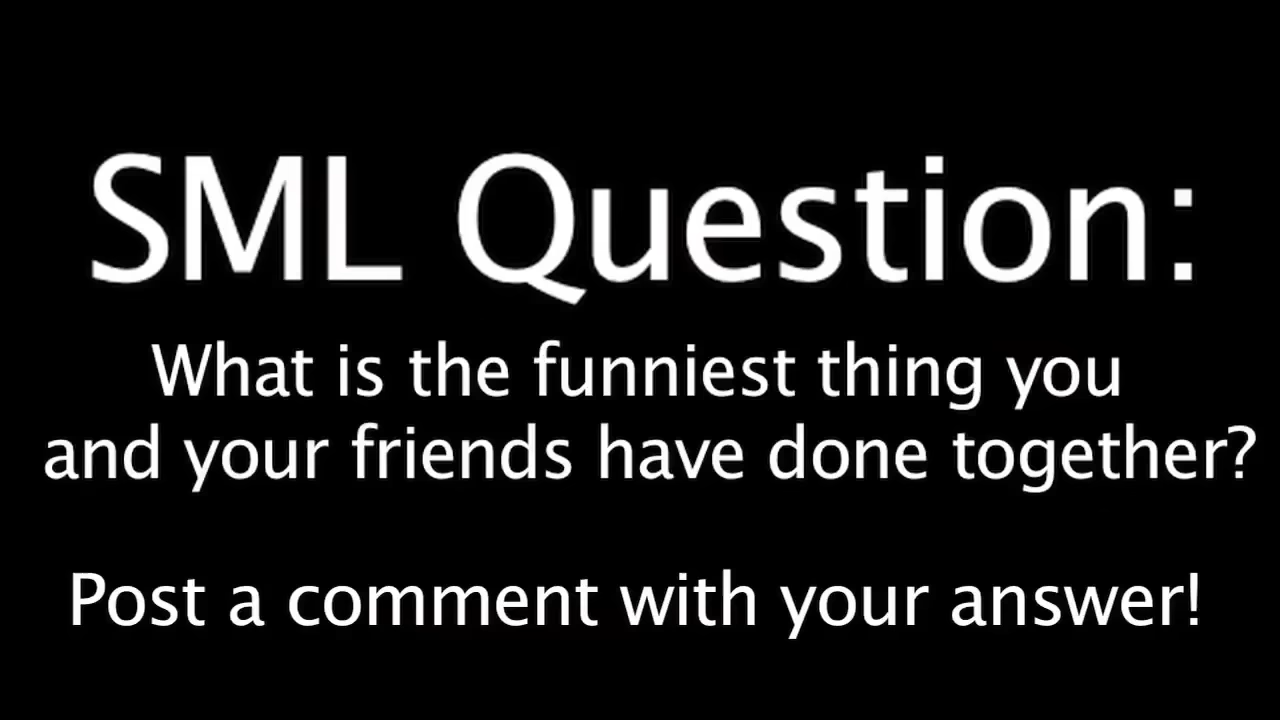 SML Question:
What is the funniest thing you
and your friends have done together?
Post a comment with your answer!